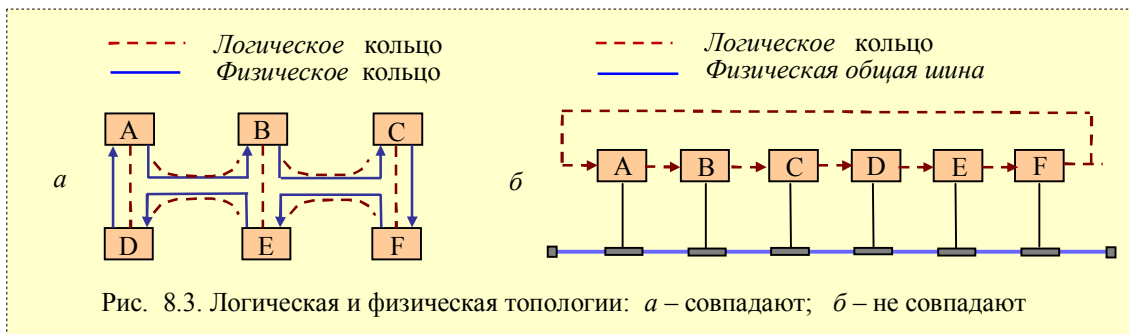 Логическое кольцо
Физическое кольцо
A B C
а
D E F
Логическое кольцо
Физическая общая шина
б
A B C D E F
Рис. 8.3. Логическая и физическая топологии: а – совпадают; б – не совпадают